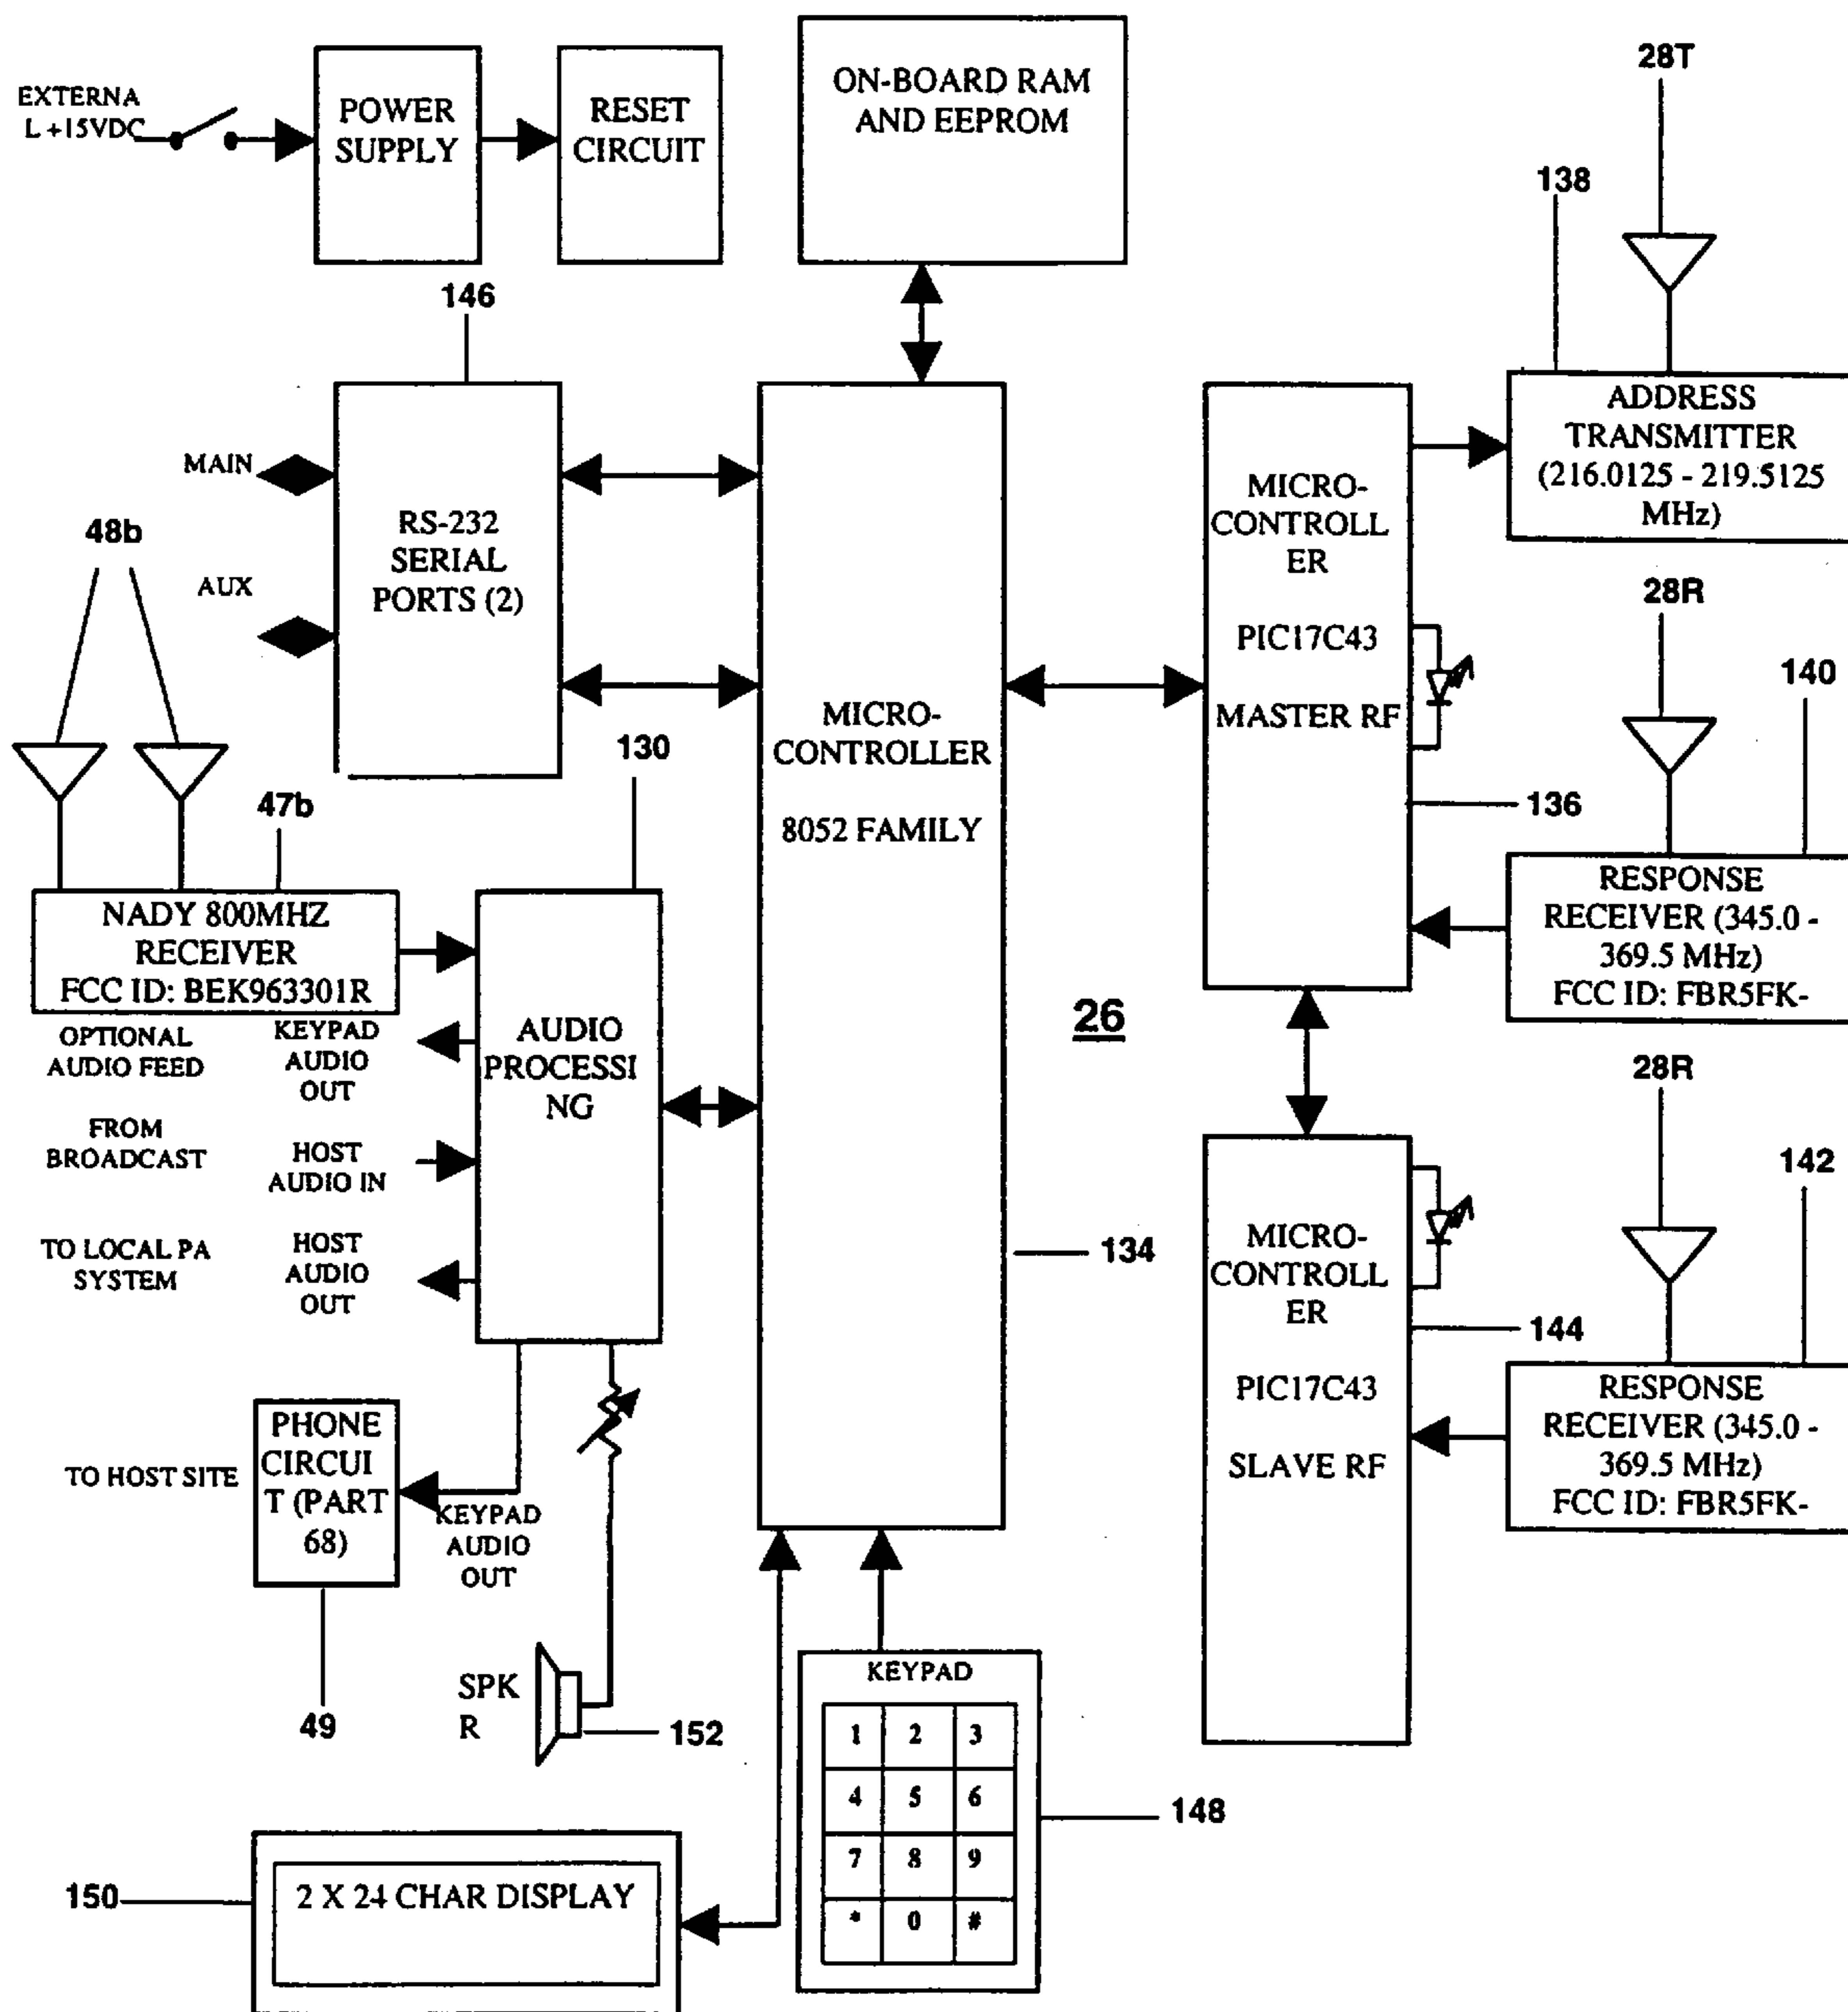 EXTERNA
L +15VDC
POWER
SUPPLY
RESET
CIRCUIT
ON-BOARD RAM
AND EEPROM
28T
138
146
ADDRESS
TRANSMITTER
(216.0125 - 219.5125
MHz)
MAIN
AUX
RS-232
SERIAL
PORTS (2)
48b
MICRO-
CONTROLL
ER
PIC17C43
MASTER RF
28R
140
136
MICRO-
CONTROLLER
8052 FAMILY
130
47b
NADY 800MHZ
RECEIVER
FCC ID: BEK963301R
RESPONSE
RECEIVER (345.0 -
369.5 MHz)
FCC ID: FBR5FK-
OPTIONAL
AUDIO FEED
KEYPAD
AUDIO
OUT
AUDIO
PROCESSI
NG
26
FROM
BROADCAST
HOST
AUDIO IN
TO LOCAL PA
SYSTEM
HOST
AUDIO
OUT
134
28R
142
MICRO-
CONTROLL
ER
PIC17C43
SLAVE RF
144
RESPONSE
RECEIVER (345.0 -
369.5 MHz)
FCC ID: FBR5FK-
TO HOST SITE
PHONE
CIRCUI
T (PART
68)
KEYPAD
AUDIO
OUT
49
SPK
R
152
KEYPAD
1 2 3
4 5 6
7 8 9
* 0 #
148
150
2 X 24 CHAR DISPLAY